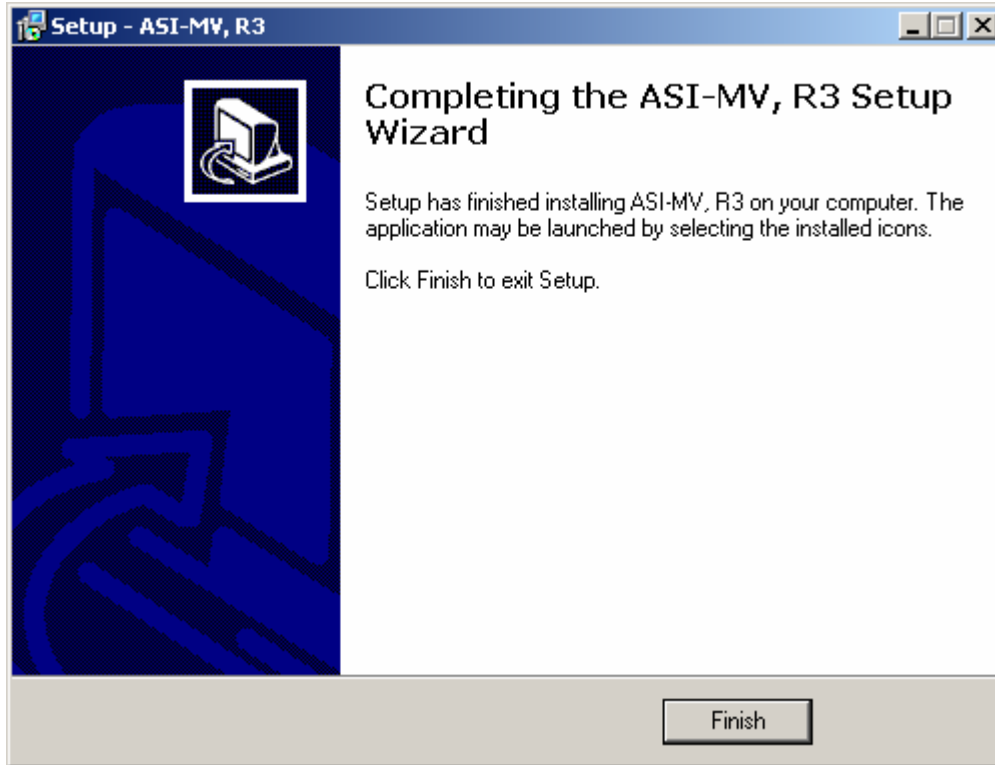 Setup - ASI-MV, R3
Completing the ASI-MV, R3 Setup
Wizard
Setup has finished installing ASI-MV, R3 on your computer. The
application may be launched by selecting the installed icons.
Click Finish to exit Setup.
Finish